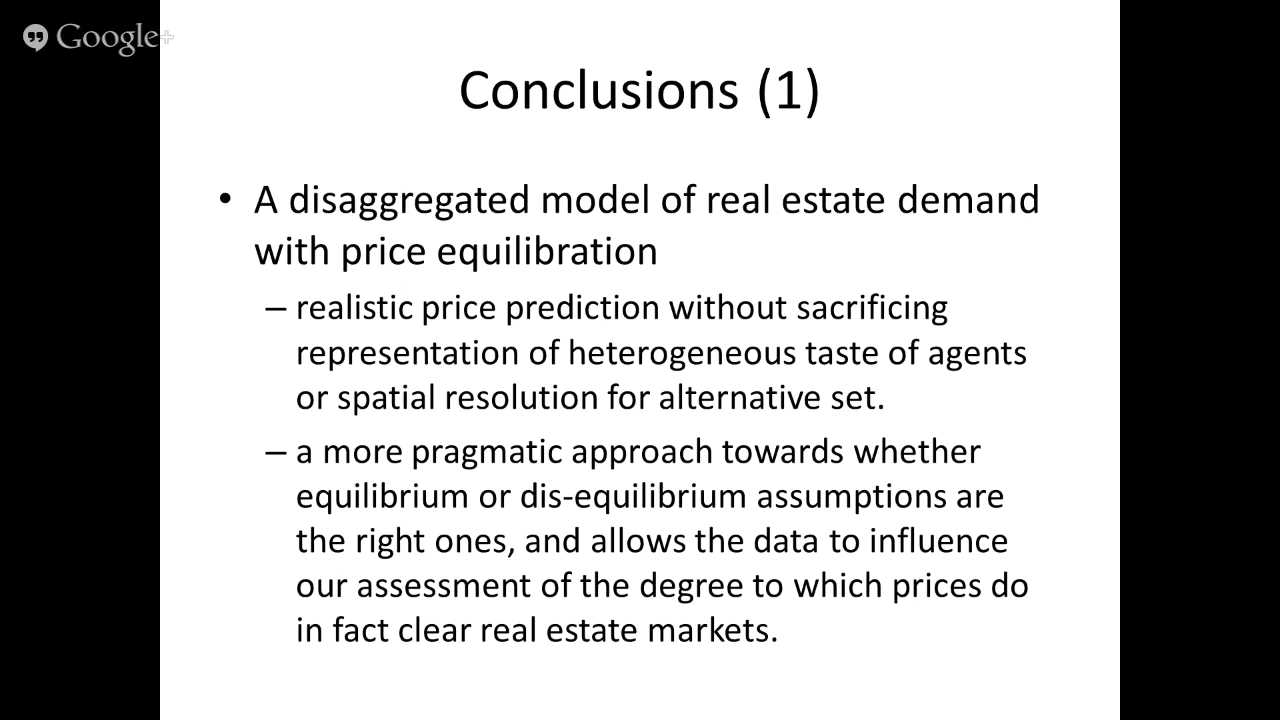 Google+
Conclusions (1)
• A disaggregated model of real estate demand
with price equilibration
– realistic price prediction without sacrificing
representation of heterogeneous taste of agents
or spatial resolution for alternative set.
– a more pragmatic approach towards whether
equilibrium or dis-equilibrium assumptions are
the right ones, and allows the data to influence
our assessment of the degree to which prices do
in fact clear real estate markets.